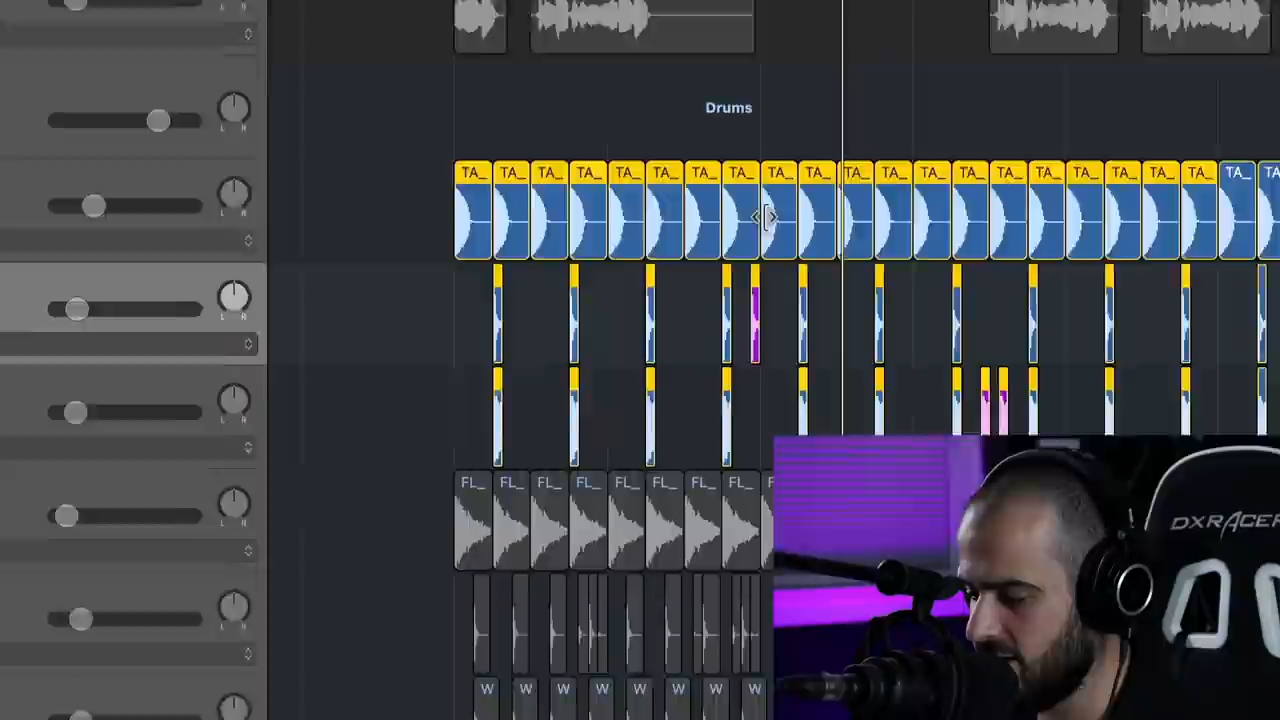 L R
L R
Drums
TA_ TA_ TA_ TA_ TA_ TA_ TA_ TA_ TA_ TA_ TA_ TA_ TA_ TA_ TA_ TA_ TA_ TA_ TA_ TA_ TA_ TA
L R
L R
L R
FL_ FL_ FL_ FL_ FL_ FL_ FL_ FL_ F
L R
DXRACER
L R
W W W W W W W W